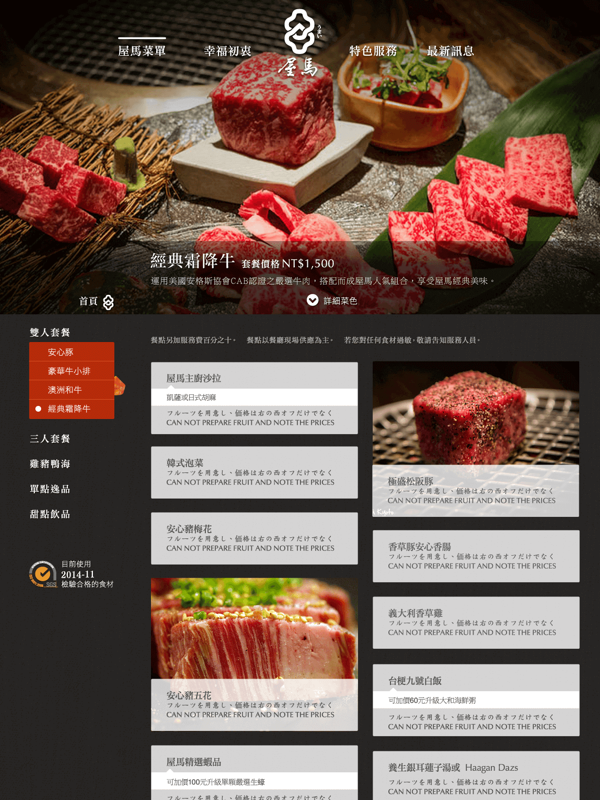 屋馬菜單
幸福初衷
屋馬
特色服務
最新訊息
經典霜降牛 套餐價格 NT$1,500
運用美國安格斯協會CAB認證之嚴選牛肉，搭配而成屋馬人氣組合，享受屋馬經典美味。
首頁
詳細菜色
雙人套餐
安心豚
豪華牛小排
澳洲和牛
經典霜降牛
三人套餐
雞豬鴨海
單點逸品
甜點飲品
目前使用
2014-11
檢驗合格的食材
SGS
餐點另加服務費百分之十。 餐點以餐廳現場供應為主。 若您對任何食材過敏，敬請告知服務人員。
屋馬主廚沙拉
凱薩或日式胡麻
フルーツを用意し、価格は右の西オフだけでなく
CAN NOT PREPARE FRUIT AND NOTE THE PRICES
韓式泡菜
フルーツを用意し、価格は右の西オフだけでなく
CAN NOT PREPARE FRUIT AND NOTE THE PRICES
安心豬梅花
フルーツを用意し、価格は右の西オフだけでなく
CAN NOT PREPARE FRUIT AND NOTE THE PRICES
安心豬五花
フルーツを用意し、価格は右の西オフだけでなく
CAN NOT PREPARE FRUIT AND NOTE THE PRICES
屋馬精選蝦品
可加價100元升級單顆嚴選生蠔
フルーツを用意し、価格は右の西オフだけでなく
極盛松阪豚
フルーツを用意し、価格は右の西オフだけでなく
CAN NOT PREPARE FRUIT AND NOTE THE PRICES
香草豚安心香腸
フルーツを用意し、価格は右の西オフだけでなく
CAN NOT PREPARE FRUIT AND NOTE THE PRICES
義大利香草雞
フルーツを用意し、価格は右の西オフだけでなく
CAN NOT PREPARE FRUIT AND NOTE THE PRICES
台梗九號白飯
可加價60元升級大和海鮮粥
フルーツを用意し、価格は右の西オフだけでなく
CAN NOT PREPARE FRUIT AND NOTE THE PRICES
養生銀耳蓮子湯或 Haagan Dazs
フルーツを用意し、価格は右の西オフだけでなく
CAN NOT PREPARE FRUIT AND NOTE THE PRICES